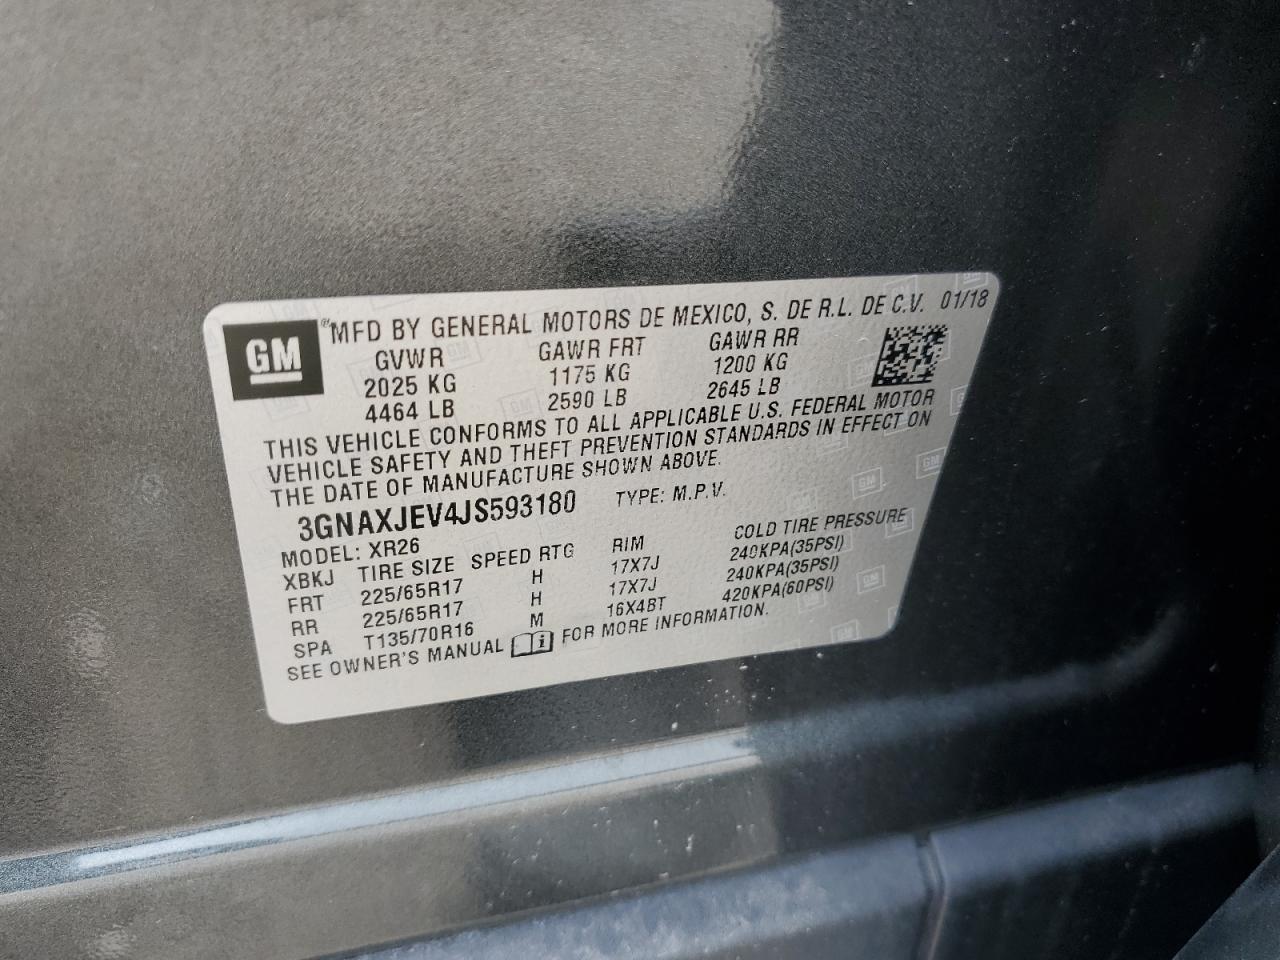 GM ® MFD BY GENERAL MOTORS DE MEXICO, S. DE R.L. DE C.V. 01/18
GVWR GAWR FRT GAWR RR
2025 KG 1175 KG 1200 KG
4464 LB 2590 LB 2645 LB
THIS VEHICLE CONFORMS TO ALL APPLICABLE U.S. FEDERAL MOTOR
VEHICLE SAFETY AND THEFT PREVENTION STANDARDS IN EFFECT ON
THE DATE OF MANUFACTURE SHOWN ABOVE.
3GNAXJEV4JS593180 TYPE: M.P.V.
MODEL: XR26
XBKJ TIRE SIZE SPEED RTG RIM COLD TIRE PRESSURE
FRT 225/65R17 H 17X7J 240KPA(35PSI)
RR 225/65R17 H 17X7J 240KPA(35PSI)
SPA T135/70R16 M 16X4BT 420KPA(60PSI)
SEE OWNER'S MANUAL FOR MORE INFORMATION.